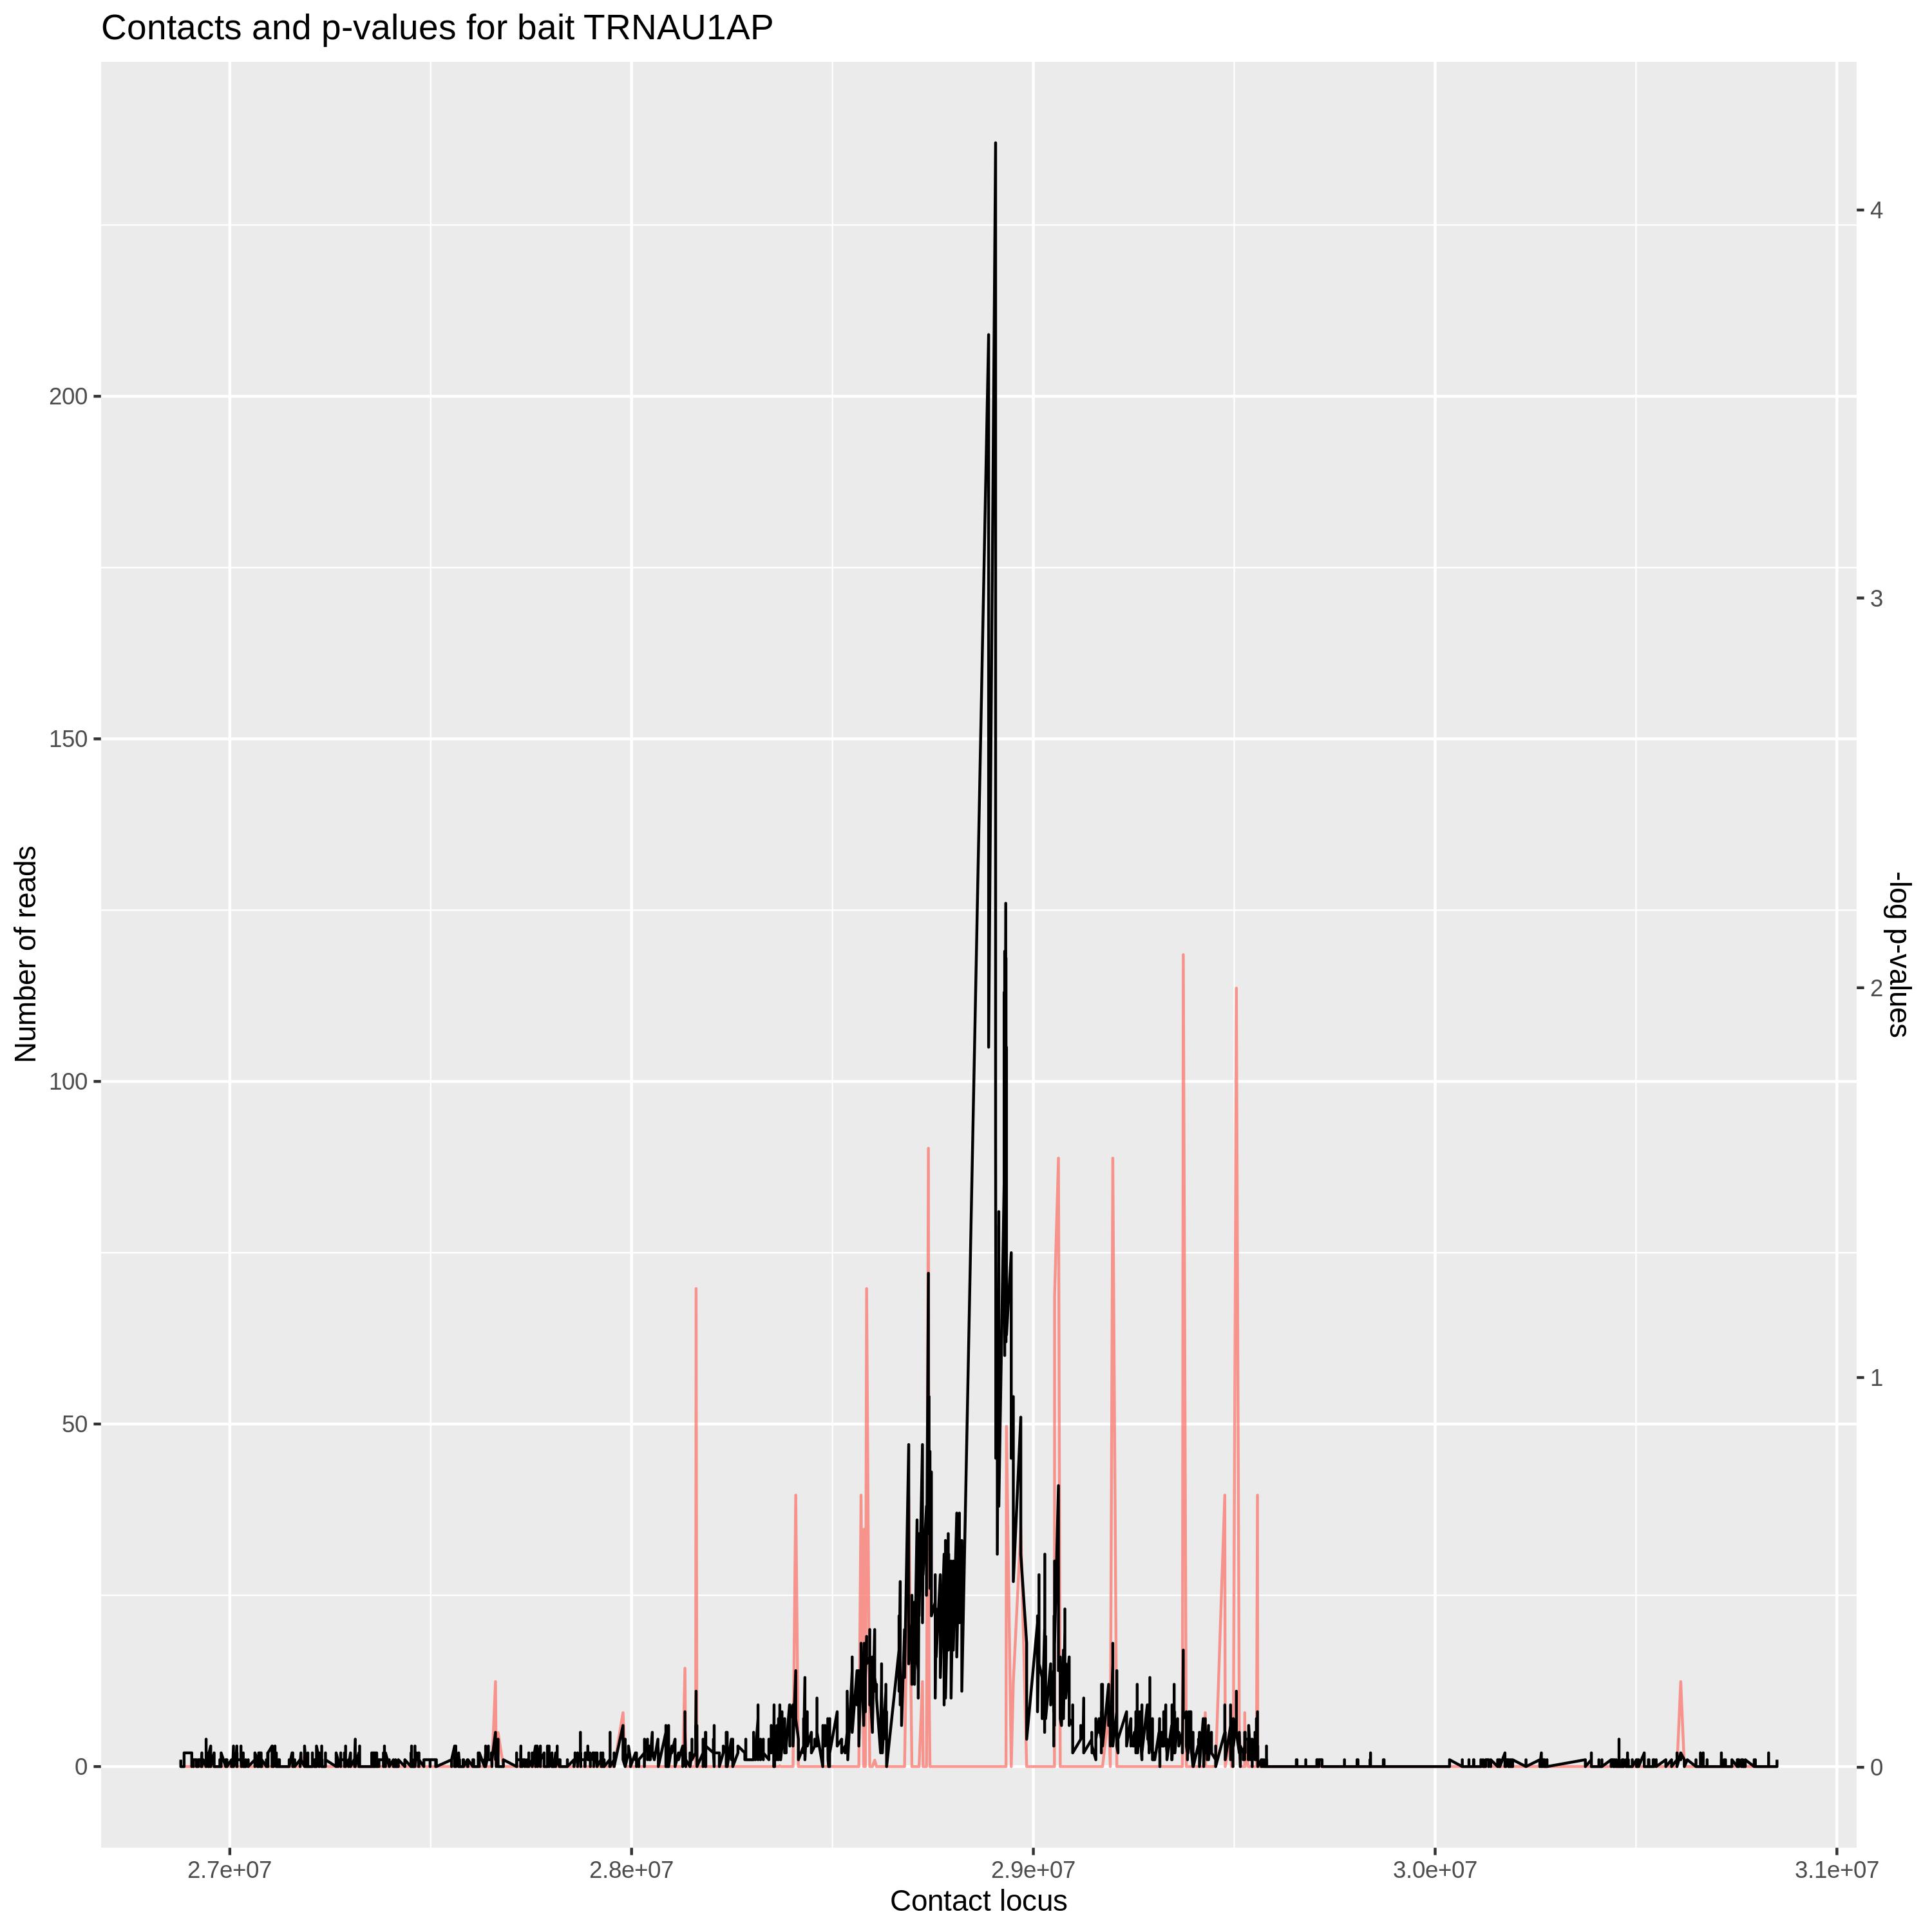 Contacts and p-values for bait TRNAU1AP
200
150
100
50
0
Number of reads
4
3
2
1
0
-log p-values
2.7e+07
2.8e+07
2.9e+07
3.0e+07
3.1e+07
Contact locus